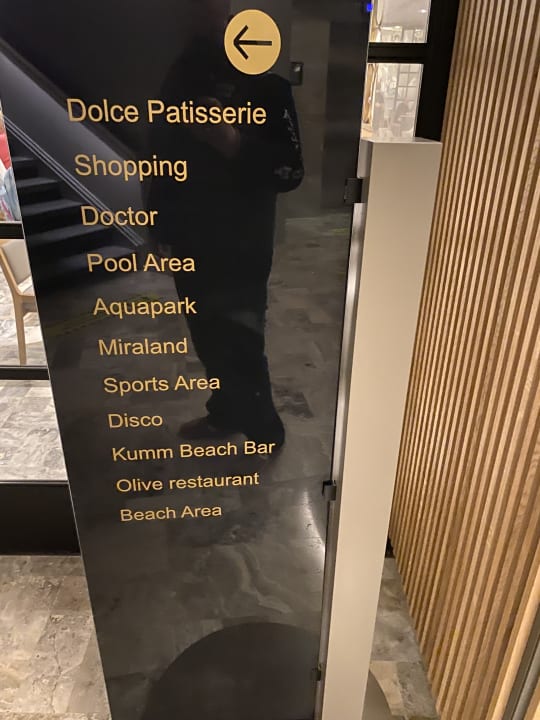 Dolce Patisserie
Shopping
Doctor
Pool Area
Aquapark
Miraland
Sports Area
Disco
Kumm Beach Bar
Olive restaurant
Beach Area